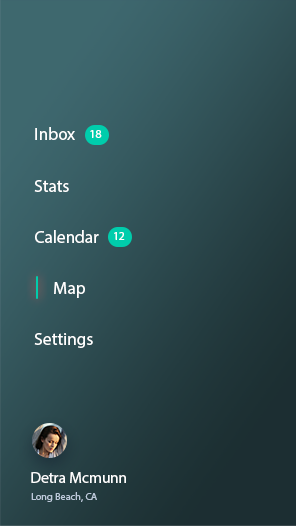 Inbox 18
Stats
Calendar 12
Map
Settings
Detra Mcmunn
Long Beach, CA